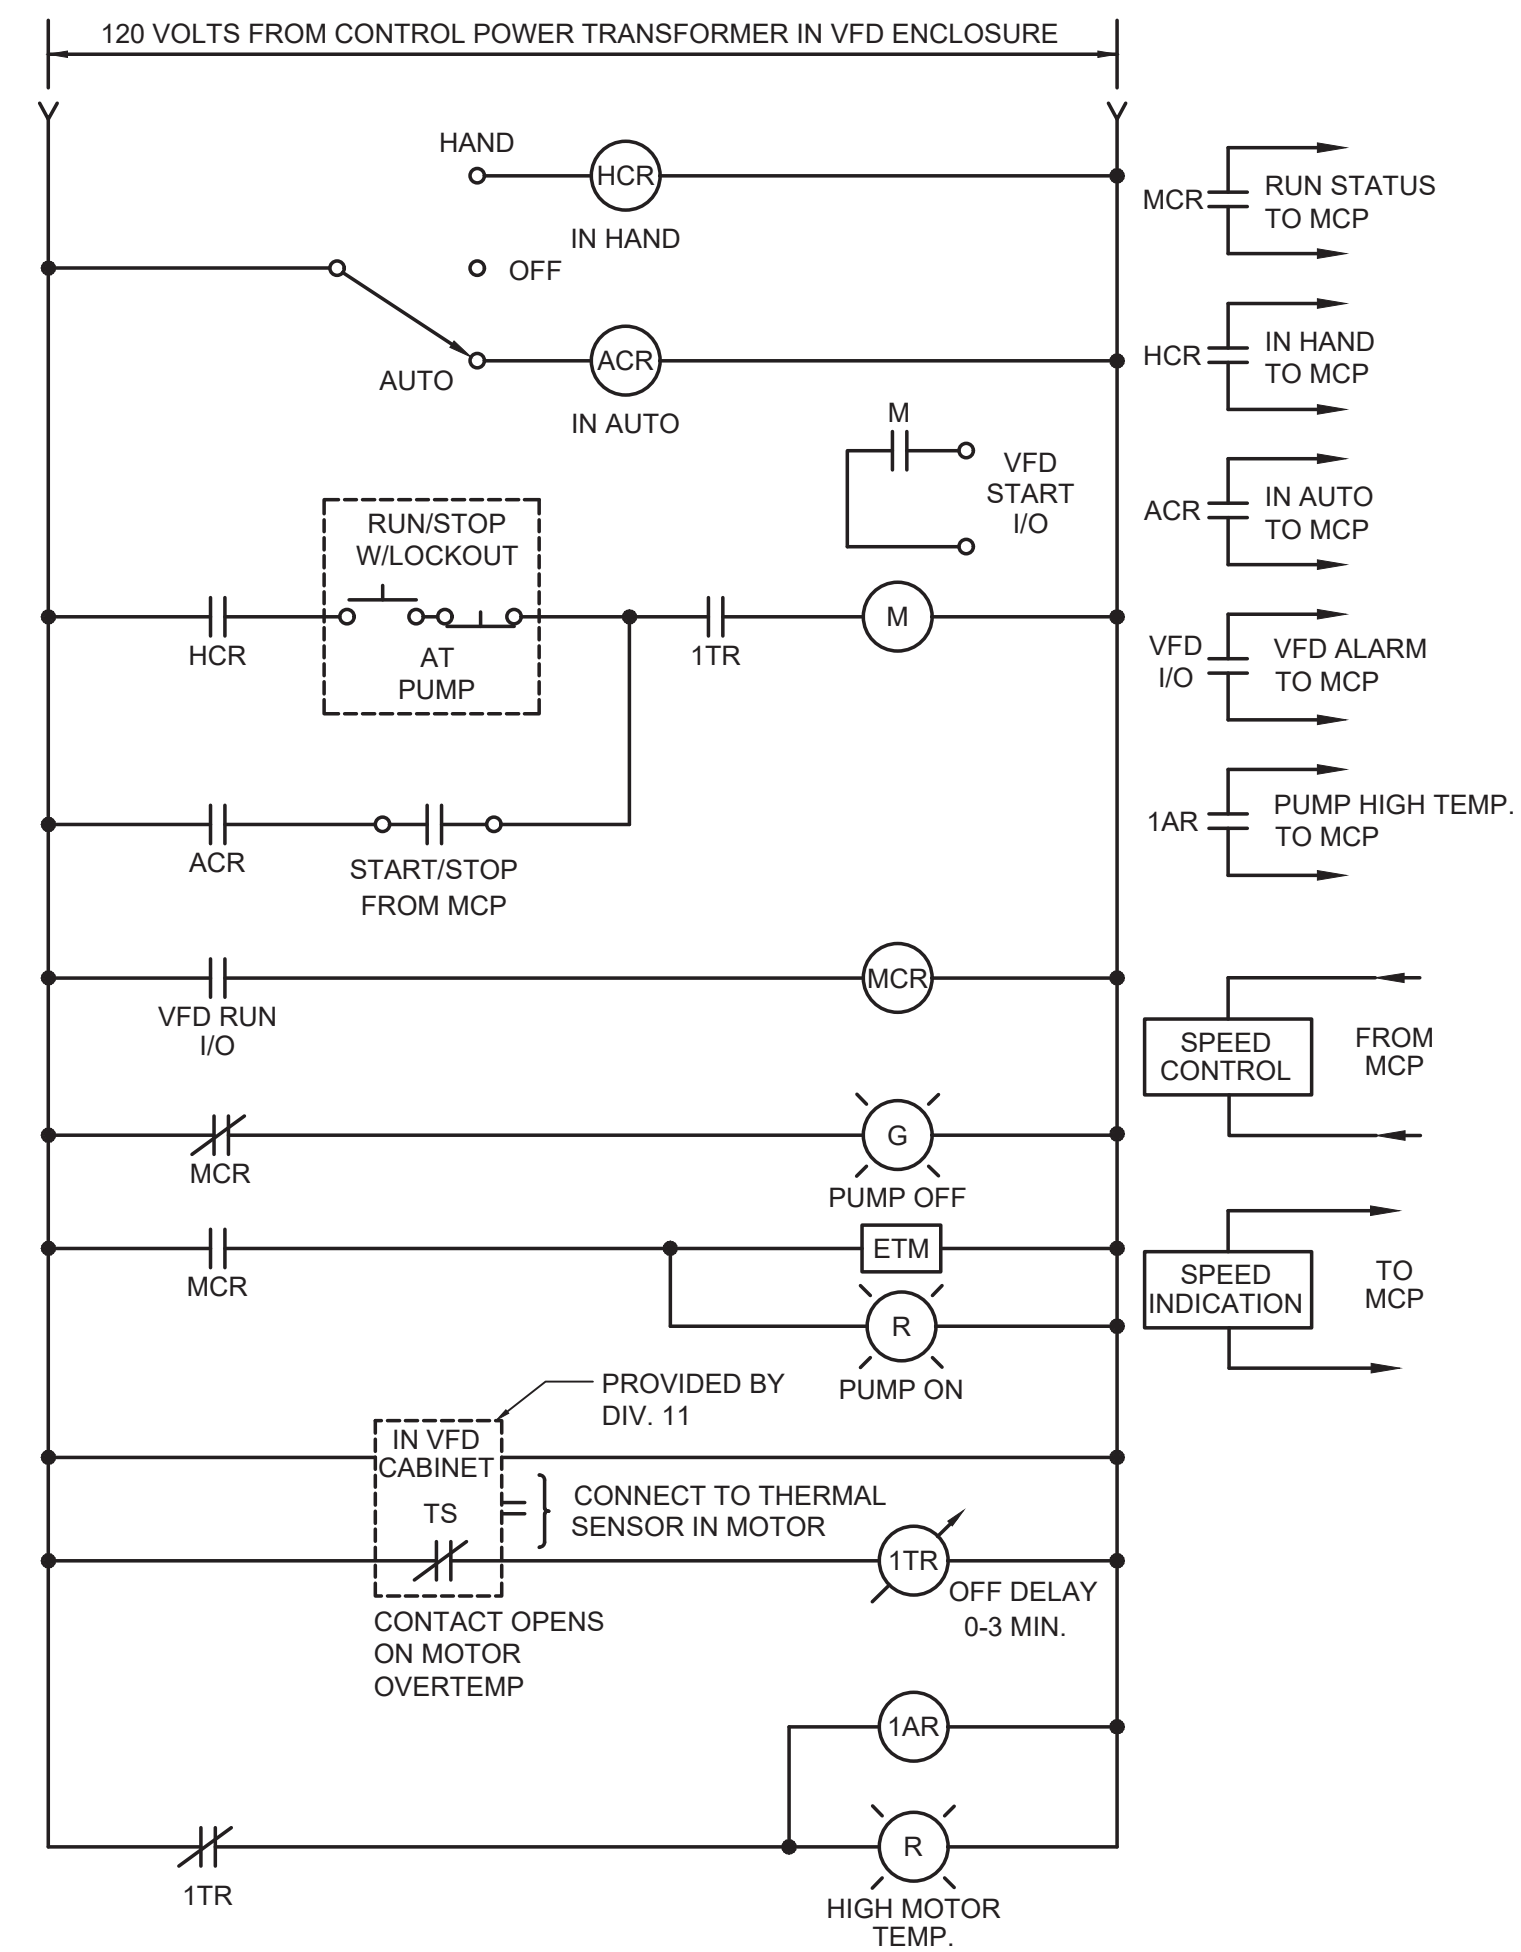 120 VOLTS FROM CONTROL POWER TRANSFORMER IN VFD ENCLOSURE
HAND
HCR
IN HAND
OFF
AUTO
ACR
IN AUTO
M
VFD
START
I/O
RUN/STOP
W/LOCKOUT
AT
PUMP
HCR
1TR
M
ACR
START/STOP
FROM MCP
VFD RUN
I/O
MCR
MCR
G
PUMP OFF
MCR
ETM
R
PUMP ON
PROVIDED BY
DIV. 11
IN VFD
CABINET
TS
CONNECT TO THERMAL
SENSOR IN MOTOR
1TR
OFF DELAY
0-3 MIN.
CONTACT OPENS
ON MOTOR
OVERTEMP
1AR
1TR
R
HIGH MOTOR
TEMP.
MCR
RUN STATUS
TO MCP
HCR
IN HAND
TO MCP
ACR
IN AUTO
TO MCP
VFD
I/O
VFD ALARM
TO MCP
1AR
PUMP HIGH TEMP.
TO MCP
SPEED
CONTROL
FROM
MCP
SPEED
INDICATION
TO
MCP